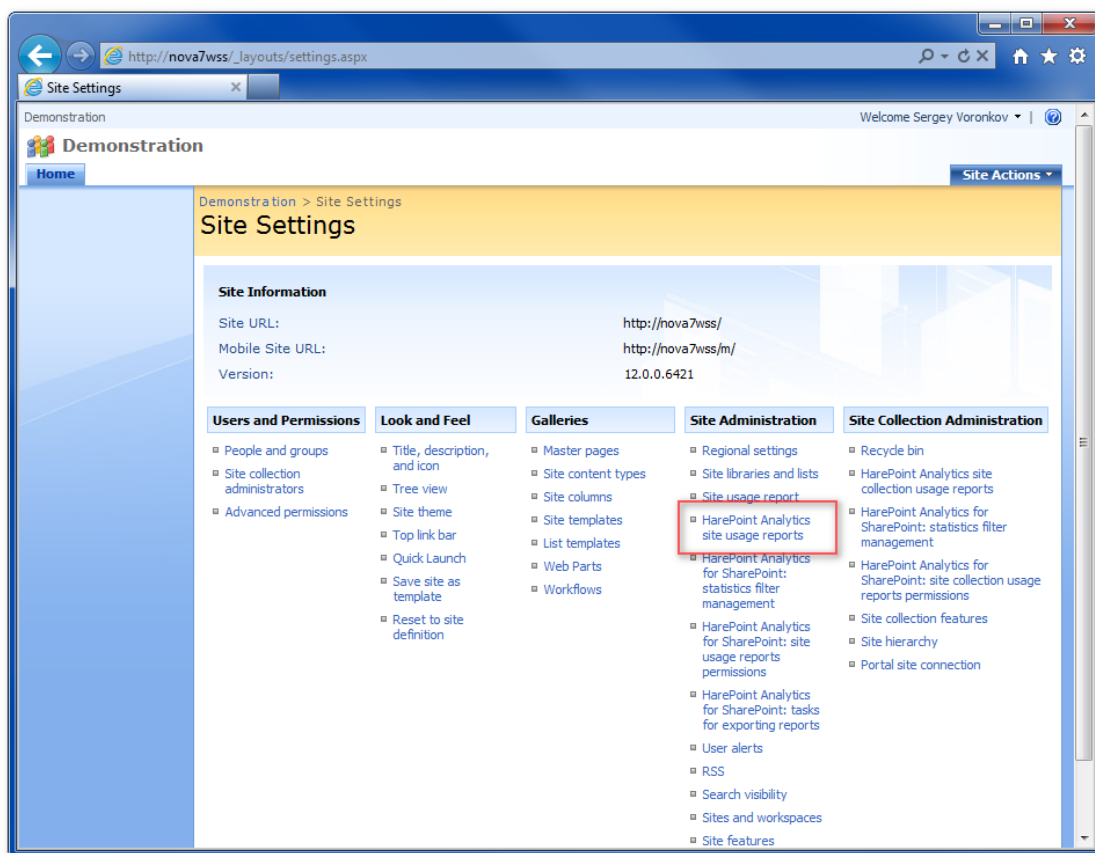 http://nova7wss/_layouts/settings.aspx
Site Settings
Demonstration
Welcome Sergey Voronkov
Demonstration
Home
Site Actions
Demonstration > Site Settings
Site Settings
Site Information
Site URL: http://nova7wss/
Mobile Site URL: http://nova7wss/m/
Version: 12.0.0.6421
Users and Permissions
People and groups
Site collection
administrators
Advanced permissions
Look and Feel
Title, description,
and icon
Tree view
Site theme
Top link bar
Quick Launch
Save site as
template
Reset to site
definition
Galleries
Master pages
Site content types
Site columns
Site templates
List templates
Web Parts
Workflows
Site Administration
Regional settings
Site libraries and lists
Site usage report
HarePoint Analytics
site usage reports
HarePoint Analytics
for SharePoint:
statistics filter
management
HarePoint Analytics
for SharePoint: site
usage reports
permissions
HarePoint Analytics
for SharePoint: tasks
for exporting reports
User alerts
RSS
Search visibility
Sites and workspaces
Site features
Site Collection Administration
Recycle bin
HarePoint Analytics site
collection usage reports
HarePoint Analytics for
SharePoint: statistics filter
management
HarePoint Analytics for
SharePoint: site collection usage
reports permissions
Site collection features
Site hierarchy
Portal site connection